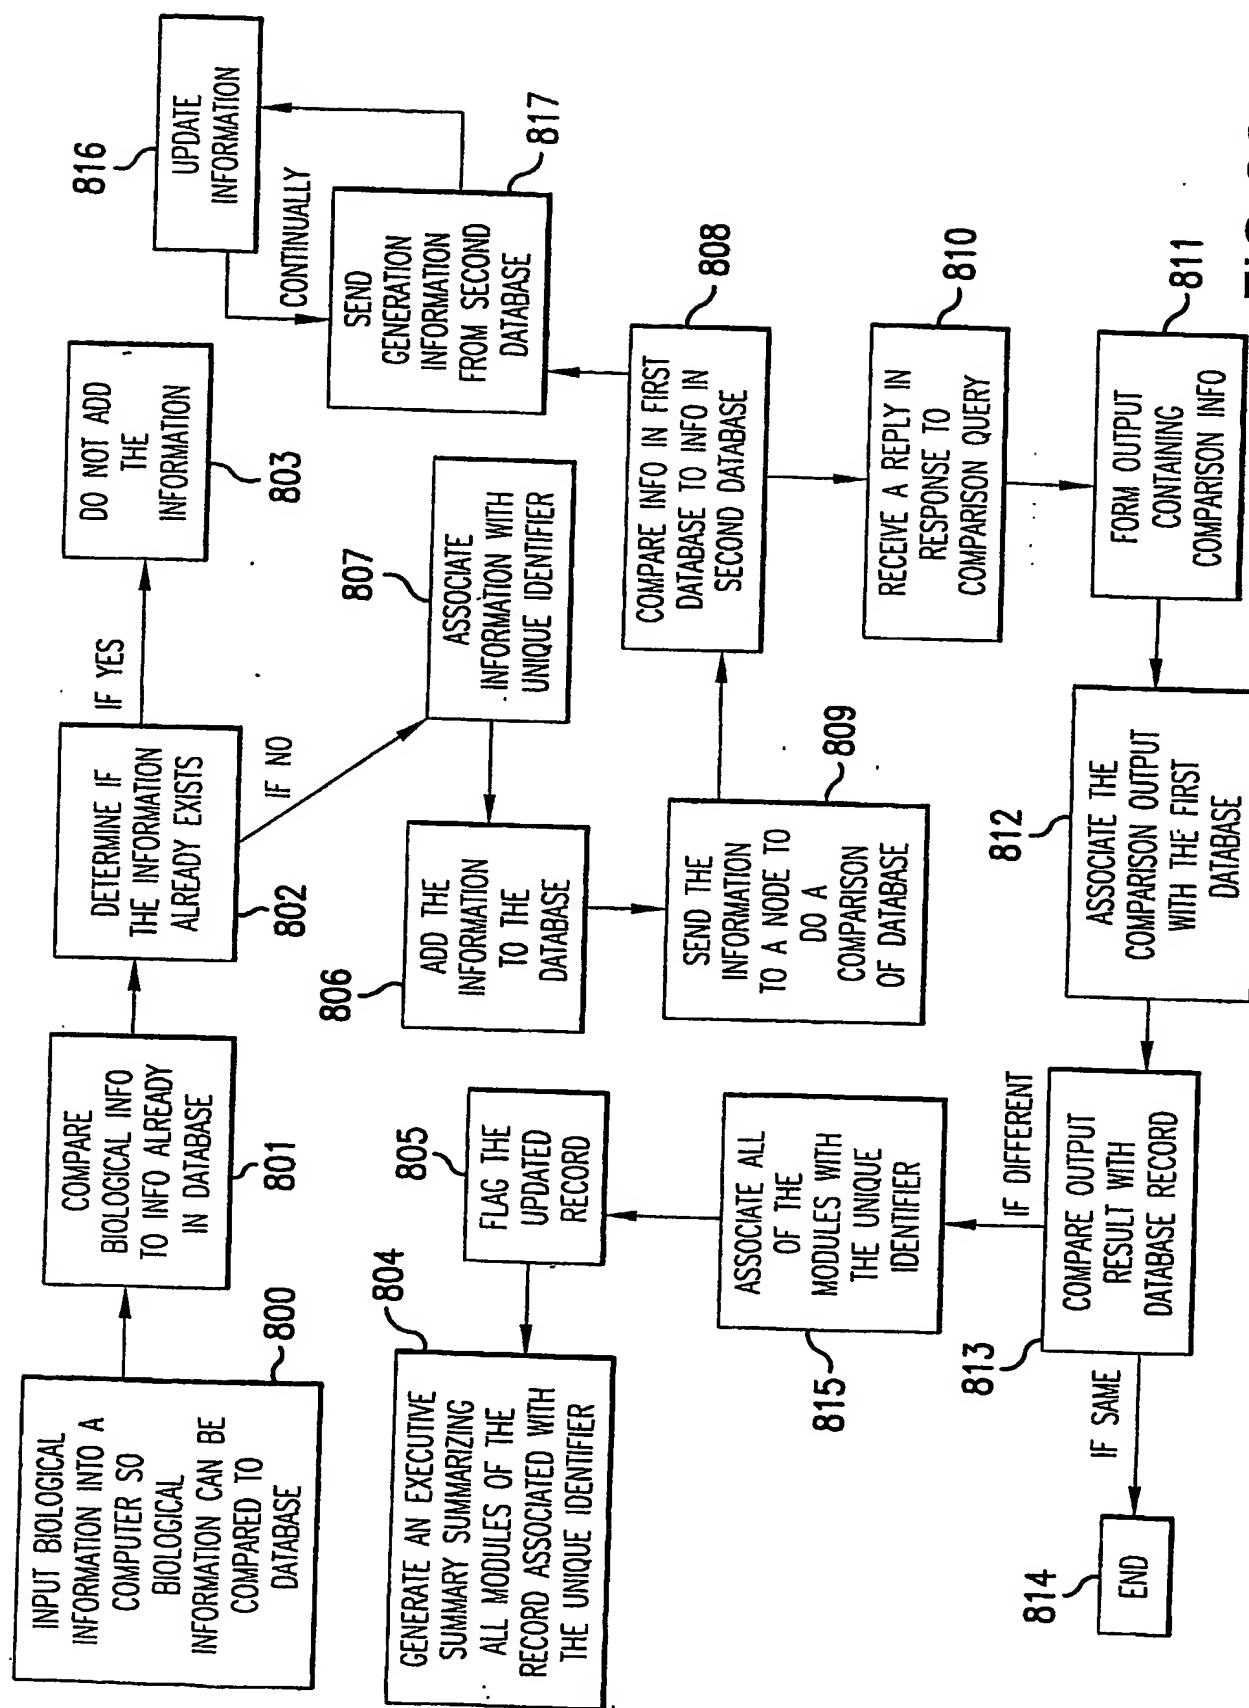 INPUT BIOLOGICAL
INFORMATION INTO A
COMPUTER SO
BIOLOGICAL
INFORMATION CAN BE
COMPARED TO
DATABASE
800
COMPARE
BIOLOGICAL INFO
TO INFO ALREADY
IN DATABASE
801
DETERMINE IF
THE INFORMATION
ALREADY EXISTS
802
IF YES
DO NOT ADD
THE
INFORMATION
803
IF NO
807
ASSOCIATE
INFORMATION WITH
UNIQUE IDENTIFIER
806
ADD THE
INFORMATION
TO THE
DATABASE
SEND THE
INFORMATION
TO A NODE TO
DO A
COMPARISON
OF DATABASE
809
COMPARE INFO IN FIRST
DATABASE TO INFO IN
SECOND DATABASE
808
816
UPDATE
INFORMATION
CONTINUALLY
SEND
GENERATION
INFORMATION
FROM SECOND
DATABASE
817
RECEIVE A REPLY IN
RESPONSE TO
COMPARISON QUERY
810
FORM OUTPUT
CONTAINING
COMPARISON INFO
811
812
ASSOCIATE THE
COMPARISON OUTPUT
WITH THE FIRST
DATABASE
813
COMPARE OUTPUT
RESULT WITH
DATABASE RECORD
IF DIFFERENT
ASSOCIATE ALL
OF THE
MODULES WITH
THE UNIQUE
IDENTIFIER
815
805
FLAG THE
UPDATED
RECORD
804
GENERATE AN EXECUTIVE
SUMMARY SUMMARIZING
ALL MODULES OF THE
RECORD ASSOCIATED WITH
THE UNIQUE IDENTIFIER
IF SAME
814
END